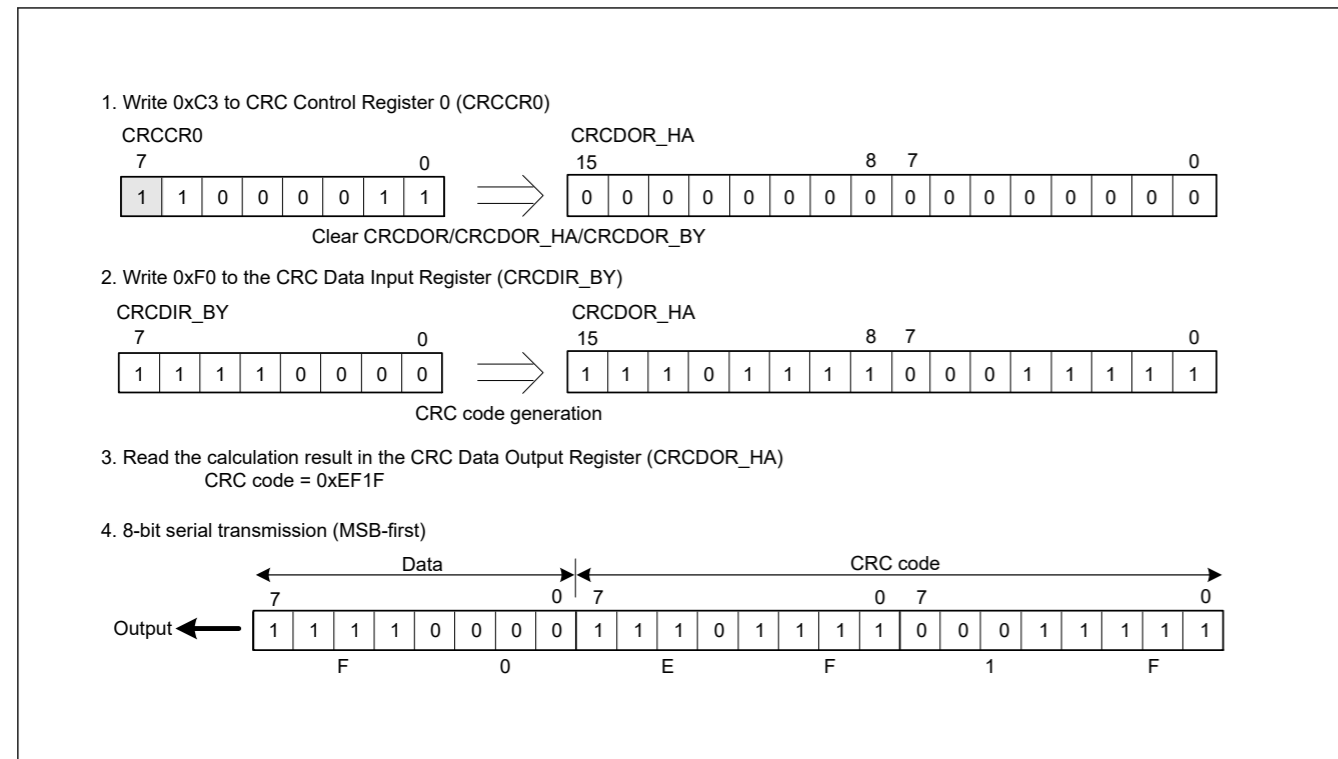 1. Write 0xC3 to CRC Control Register 0 (CRCCR0)
CRCCR0 CRCDOR_HA
7 0 15 8 7 0
1 1 0 0 0 0 1 1 0 0 0 0 0 0 0 0 0 0 0 0 0 0 0 0
Clear CRCDOR/CRCDOR_HA/CRCDOR_BY
2. Write 0xF0 to the CRC Data Input Register (CRCDIR_BY)
CRCDIR_BY CRCDOR_HA
7 0 15 8 7 0
1 1 1 1 0 0 0 0 1 1 1 0 1 1 1 1 0 0 0 1 1 1 1 1
CRC code generation
3. Read the calculation result in the CRC Data Output Register (CRCDOR_HA)
CRC code = 0xEF1F
4. 8-bit serial transmission (MSB-first)
Data CRC code
7 0 7 0 7 0
Output 1 1 1 1 0 0 0 0 1 1 1 0 1 1 1 1 0 0 0 1 1 1 1 1
F 0 E F 1 F